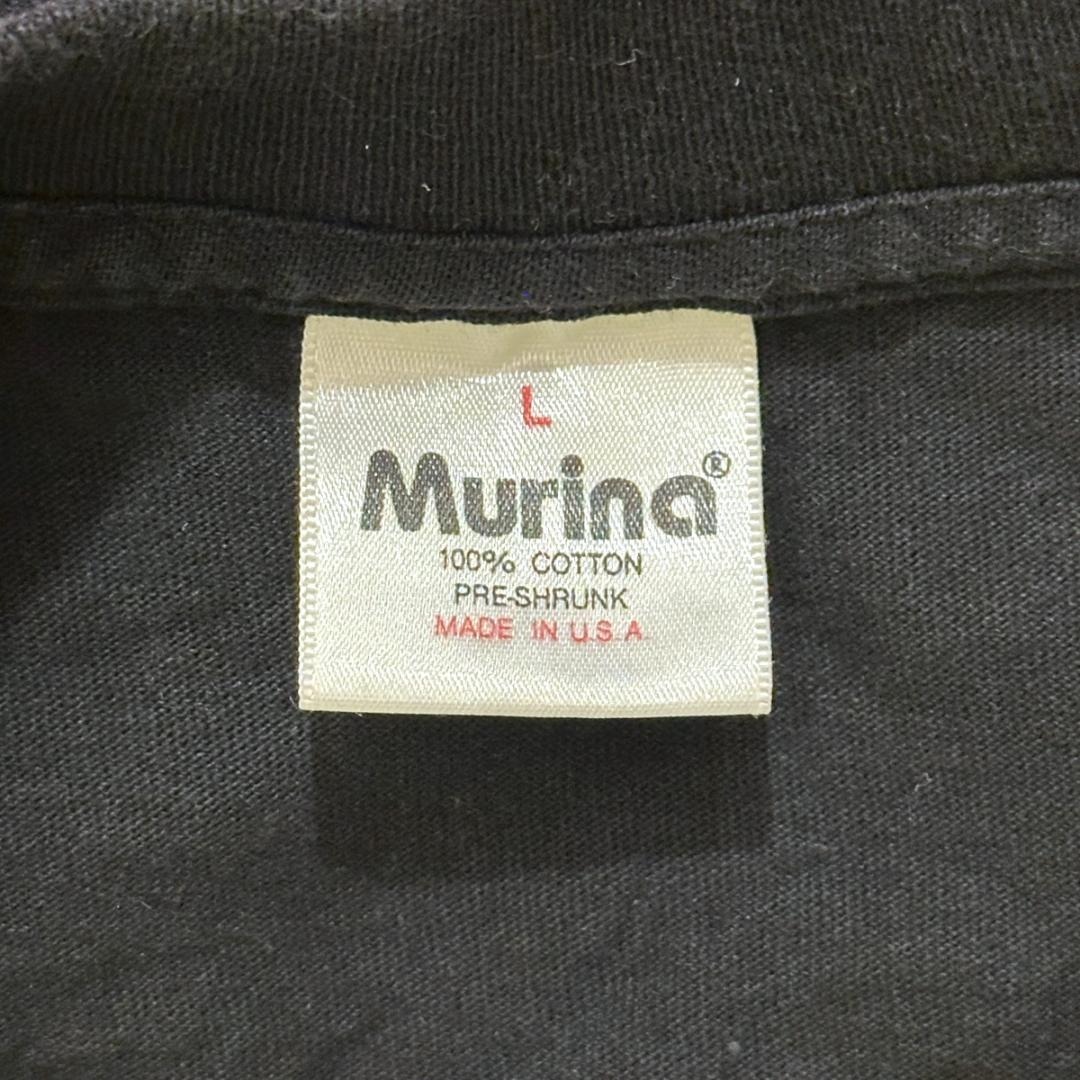 L
Murina®
100% COTTON
PRE-SHRUNK
MADE IN U.S.A.